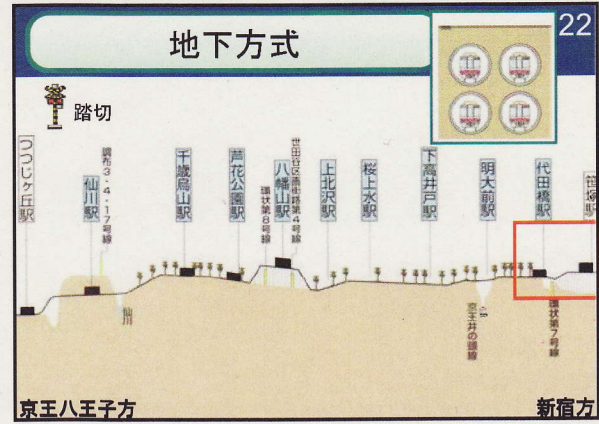 地下方式
22
踏切
つつじヶ丘駅
仙川駅
調布3・4・17号線
千歳烏山駅
芦花公園駅
八幡山駅
環状第8号線
世田谷区画街路第4号線
上北沢駅
桜上水駅
下高井戸駅
明大前駅
代田橋駅
笹塚駅
仙川
京王井の頭線
環状第7号線
京王八王子方
新宿方